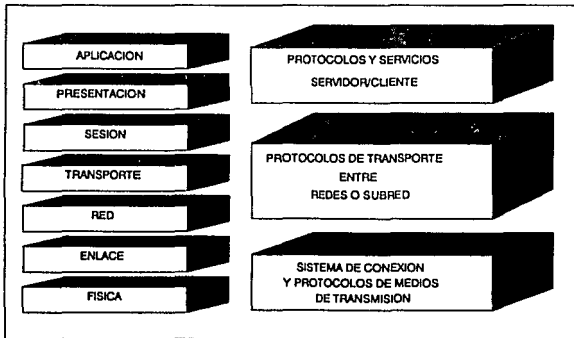 APLICACION
PRESENTACION
SESION
TRANSPORTE
RED
ENLACE
FISICA
PROTOCOLOS Y SERVICIOS
SERVIDOR/CLIENTE
PROTOCOLOS DE TRANSPORTE
ENTRE
REDES O SUBRED
SISTEMA DE CONEXION
Y PROTOCOLOS DE MEDIOS
DE TRANSMISION